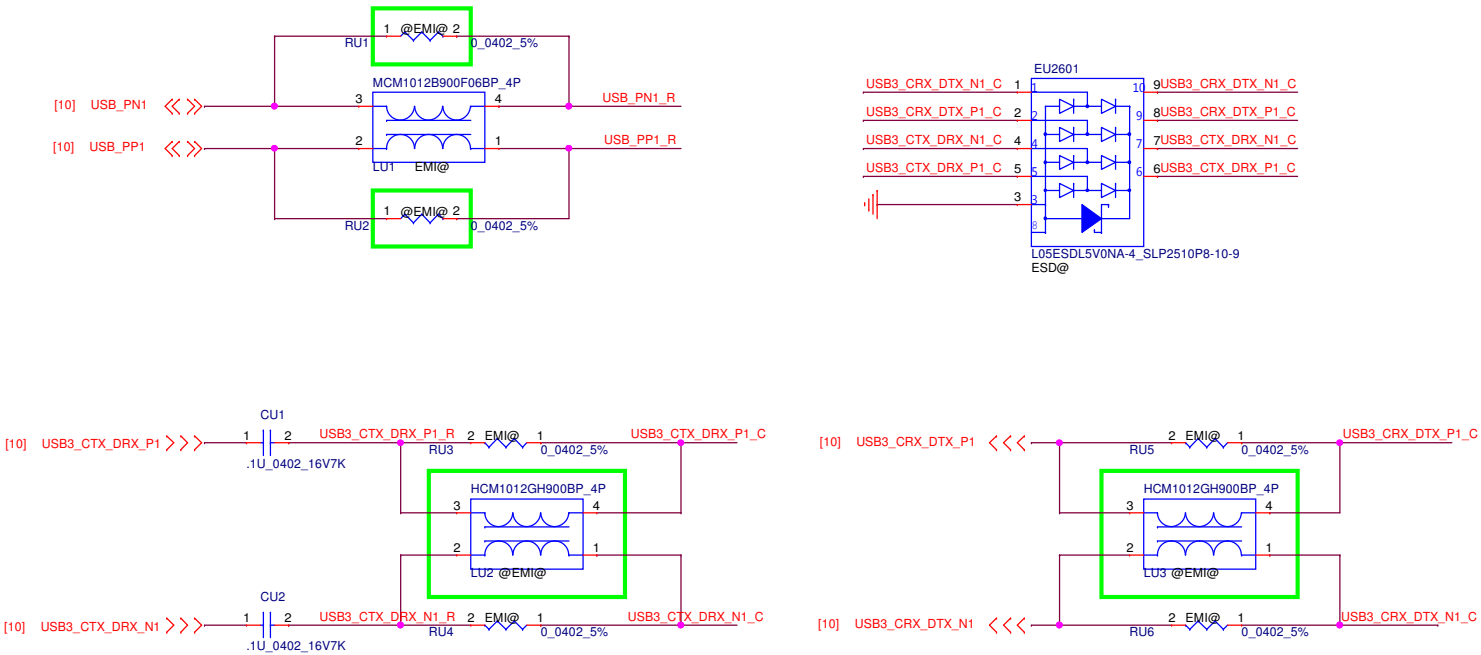 1 @EMI@ 2
RU1 0_0402_5%
MCM1012B900F06BP_4P
[10] USB_PN1 3 4 USB_PN1_R
[10] USB_PP1 2 1 USB_PP1_R
LU1 EMI@
1 @EMI@ 2
RU2 0_0402_5%
EU2601
USB3_CRX_DTX_N1_C 1 1 10 9 USB3_CRX_DTX_N1_C
USB3_CRX_DTX_P1_C 2 2 9 8 USB3_CRX_DTX_P1_C
USB3_CTX_DRX_N1_C 4 4 7 7 USB3_CTX_DRX_N1_C
USB3_CTX_DRX_P1_C 5 5 6 6 USB3_CTX_DRX_P1_C
3 3
8
L05ESDL5V0NA-4_SLP2510P8-10-9
ESD@
CU1
[10] USB3_CTX_DRX_P1 1 2 USB3_CTX_DRX_P1_R 2 EMI@ 1 USB3_CTX_DRX_P1_C
.1U_0402_16V7K RU3 0_0402_5%
HCM1012GH900BP_4P
3 4
2 1
LU2 @EMI@
CU2
[10] USB3_CTX_DRX_N1 1 2 USB3_CTX_DRX_N1_R 2 EMI@ 1 USB3_CTX_DRX_N1_C
.1U_0402_16V7K RU4 0_0402_5%
[10] USB3_CRX_DTX_P1 2 EMI@ 1 USB3_CRX_DTX_P1_C
RU5 0_0402_5%
HCM1012GH900BP_4P
3 4
2 1
LU3 @EMI@
[10] USB3_CRX_DTX_N1 2 EMI@ 1 USB3_CRX_DTX_N1_C
RU6 0_0402_5%